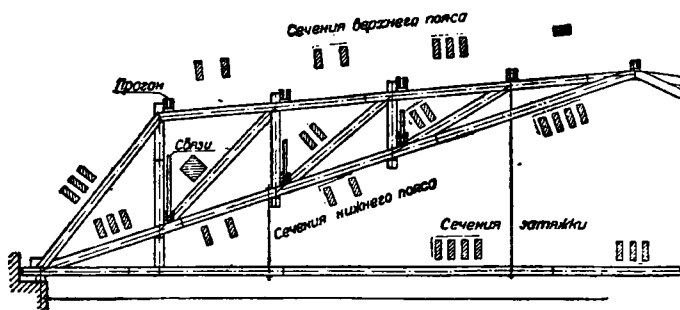 Сечения верхнего пояса
Прогон
Связи
Сечения нижнего пояса
Сечения затяжки